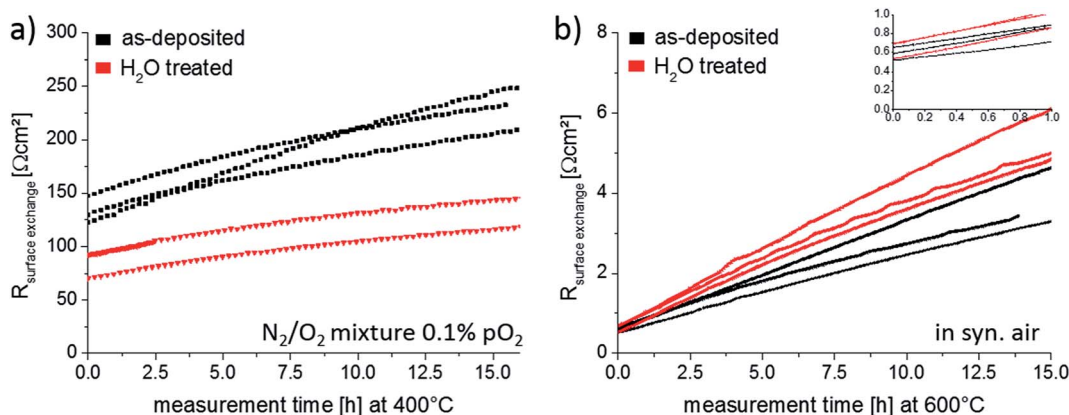 a)
300
250
200
150
100
50
0
R surface exchange [Ωcm²]
as-deposited
H₂O treated
N₂/O₂ mixture 0.1% pO₂
0.0 2.5 5.0 7.5 10.0 12.5 15.0
measurement time [h] at 400°C
b)
8
6
4
2
0
R surface exchange [Ωcm²]
as-deposited
H₂O treated
1.0
0.8
0.6
0.4
0.2
0.0
0.0 0.2 0.4 0.6 0.8 1.0
in syn. air
0.0 2.5 5.0 7.5 10.0 12.5 15.0
measurement time [h] at 600°C